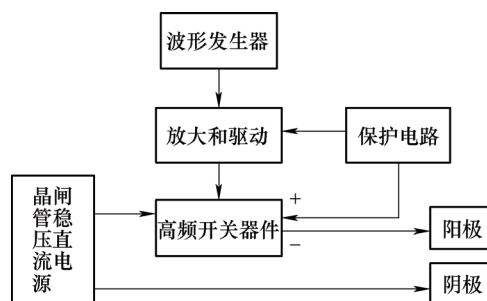 波形发生器
放大和驱动
保护电路
晶闸
管稳
压直
流电
源
+
高频开关器件
−
阳极
阴极